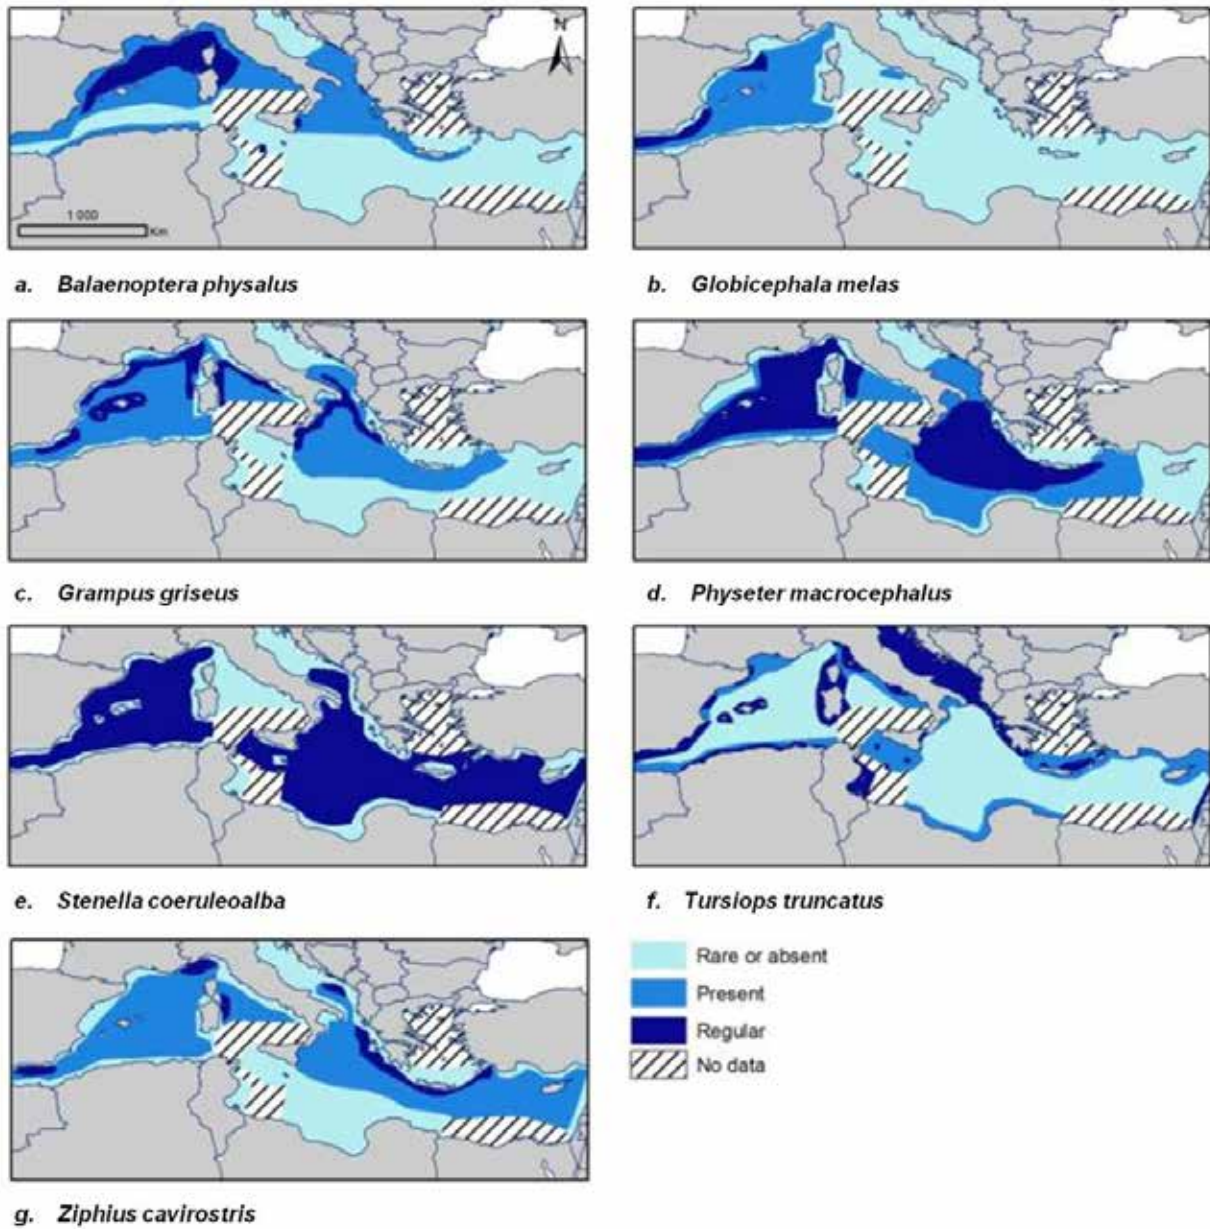 N
1 000
Km
a. Balaenoptera physalus
b. Globicephala melas
c. Grampus griseus
d. Physeter macrocephalus
e. Stenella coeruleoalba
f. Tursiops truncatus
Rare or absent
Present
Regular
No data
g. Ziphius cavirostris